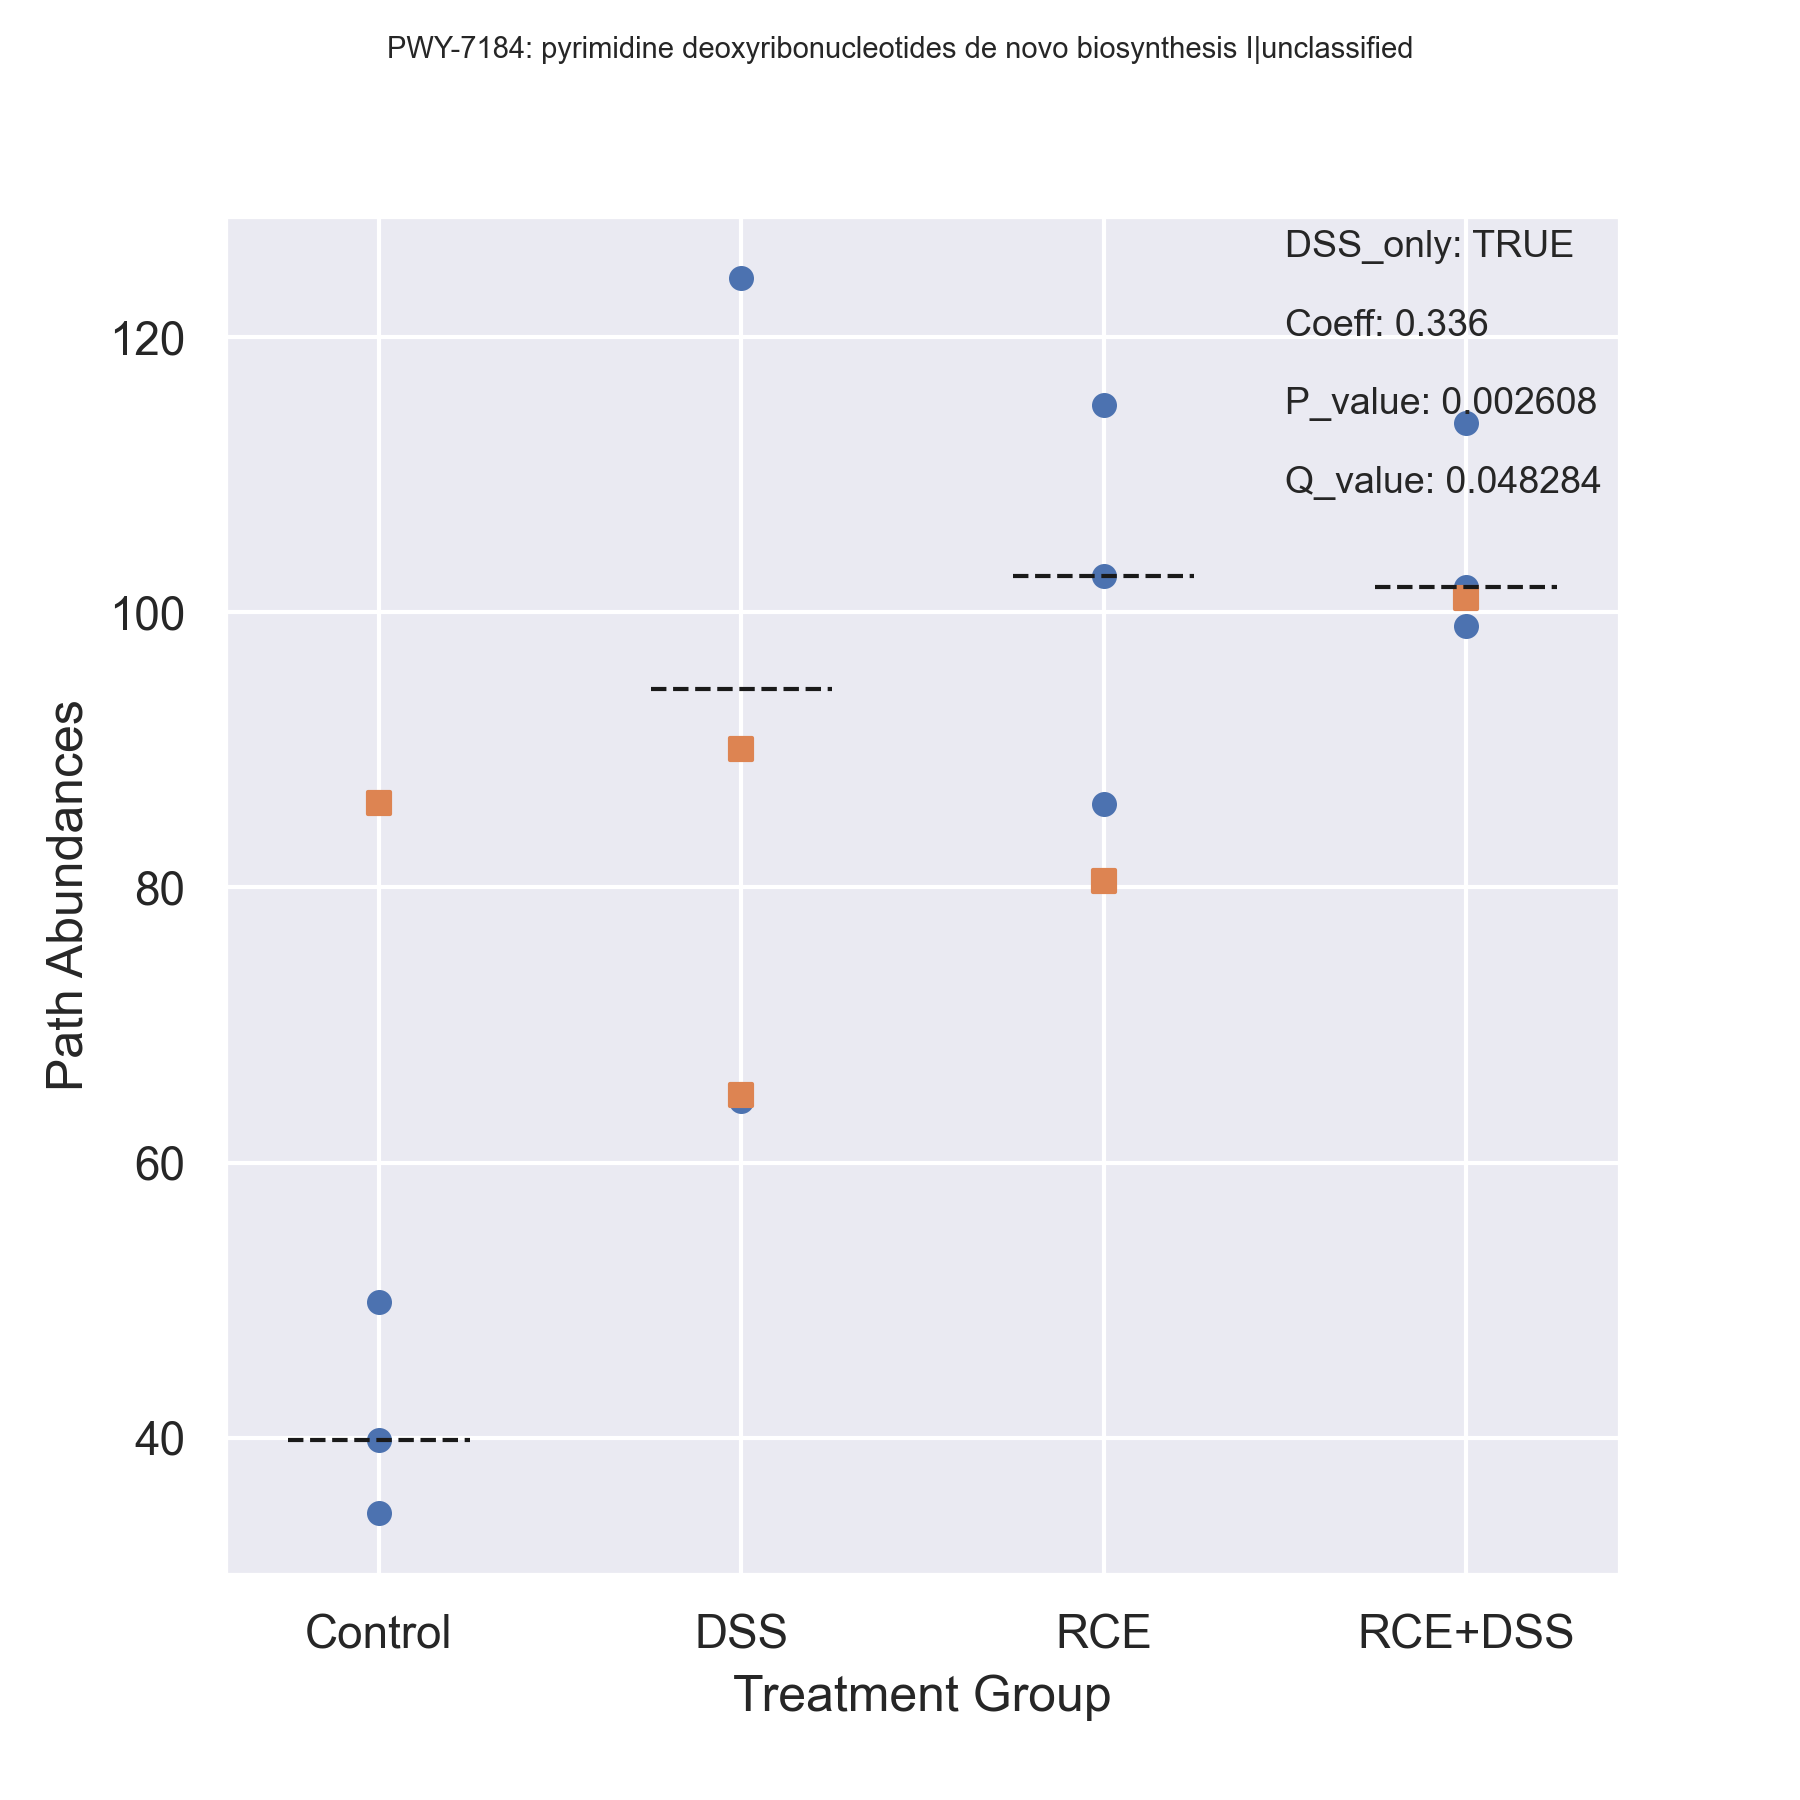 PWY-7184: pyrimidine deoxyribonucleotides de novo biosynthesis I|unclassified
DSS_only: TRUE
Coeff: 0.336
P_value: 0.002608
Q_value: 0.048284
120
100
80
60
40
Path Abundances
Control DSS RCE RCE+DSS
Treatment Group